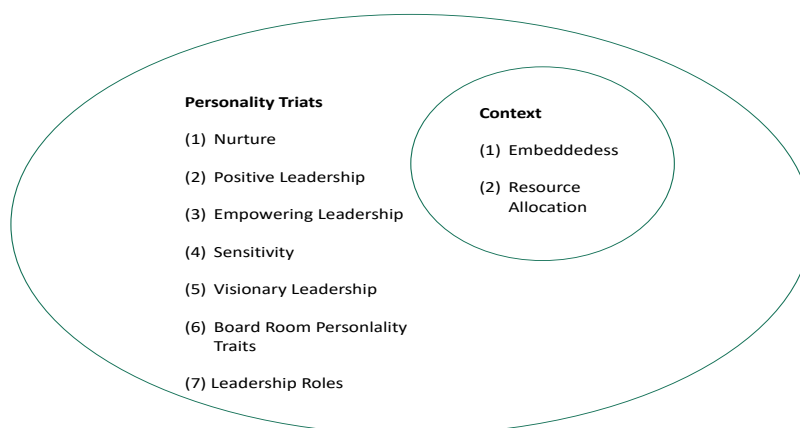 Personality Triats
(1) Nurture
(2) Positive Leadership
(3) Empowering Leadership
(4) Sensitivity
(5) Visionary Leadership
(6) Board Room Personlality
Traits
(7) Leadership Roles
Context
(1) Embeddedess
(2) Resource
Allocation